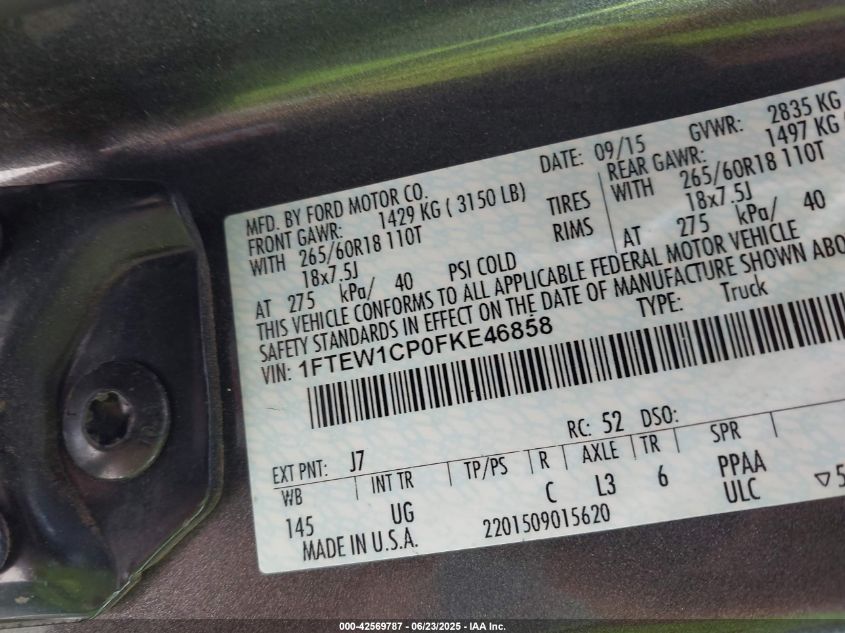 MFD. BY FORD MOTOR CO.
DATE: 09/15 GVWR: 2835 KG
FRONT GAWR: 1429 KG ( 3150 LB) REAR GAWR: 1497 KG
WITH 265/60R18 110T TIRES WITH 265/60R18 110T
18x7.5J RIMS 18x7.5J
AT 275 kPa/ 40 PSI COLD AT 275 kPa/ 40
THIS VEHICLE CONFORMS TO ALL APPLICABLE FEDERAL MOTOR VEHICLE
SAFETY STANDARDS IN EFFECT ON THE DATE OF MANUFACTURE SHOWN ABO
VIN: 1FTEW1CP0FKE46858 TYPE: Truck
RC: 52 DSO:
EXT PNT: J7
WB INT TR TP/PS R AXLE TR SPR
145 UG C L3 6 PPAA
ULC ▽5
MADE IN U.S.A. 2201509015620
000-42569787 - 06/23/2025 - IAA Inc.